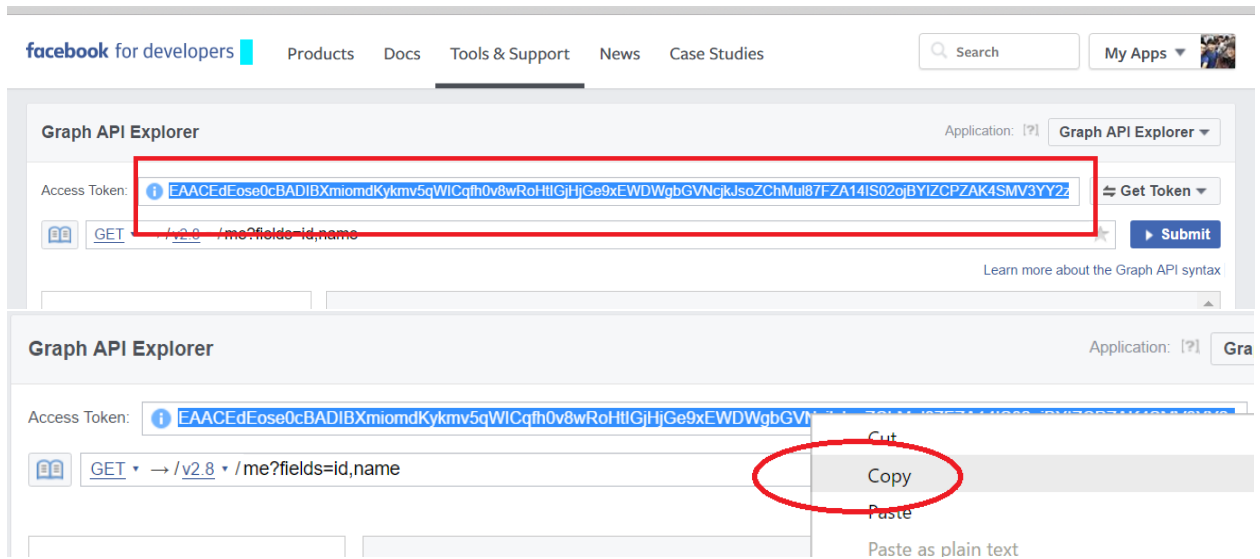 facebook for developers Products Docs Tools & Support News Case Studies Search My Apps
Graph API Explorer Application: [?] Graph API Explorer
Access Token: EAACEdEose0cBADIBXmiomdKykmv5qWICqfh0v8wRoHtIGjHjGe9xEWDWgbGVNcjkJsoZChMul87FZA14IS02ojBYIZCPZAK4SMV3YY2z Get Token
GET → / v2.8 / me?fields=id,name Submit
Learn more about the Graph API syntax
Graph API Explorer Application: [?] Gra
Access Token: EAACEdEose0cBADIBXmiomdKykmv5qWICqfh0v8wRoHtIGjHjGe9xEWDWgbGVN
Cut
GET → / v2.8 / me?fields=id,name
Copy
Paste
Paste as plain text